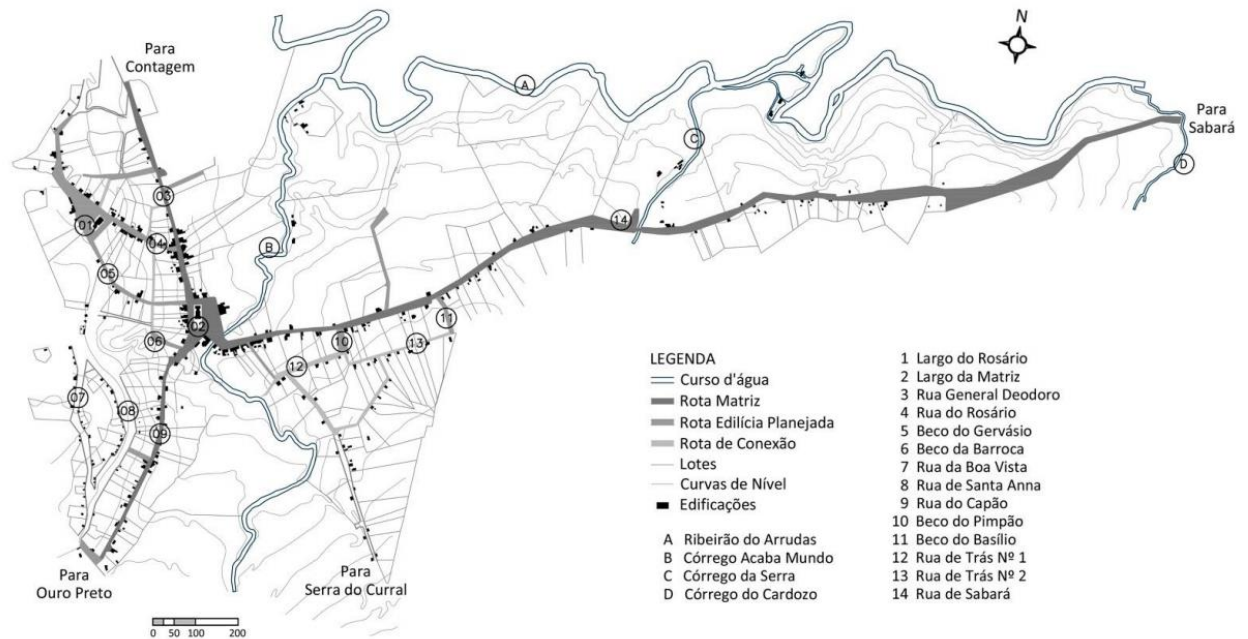 Para
Contagem
N
A
Para
Sabará
C
D
03
01
04
14
B
05
02
11
06
10
13
12
07
08
09
Para
Ouro Preto
Para
Serra do Curral
0 25 50 100 200
LEGENDA
Curso d'água
Rota Matriz
Rota Edilícia Planejada
Rota de Conexão
Lotes
Curvas de Nível
Edificações
A Ribeirão do Arrudas
B Córrego Acaba Mundo
C Córrego da Serra
D Córrego do Cardozo
1 Largo do Rosário
2 Largo da Matriz
3 Rua General Deodoro
4 Rua do Rosário
5 Beco do Gervásio
6 Beco da Barroca
7 Rua da Boa Vista
8 Rua de Santa Anna
9 Rua do Capão
10 Beco do Pimpão
11 Beco do Basílio
12 Rua de Trás Nº 1
13 Rua de Trás Nº 2
14 Rua de Sabará